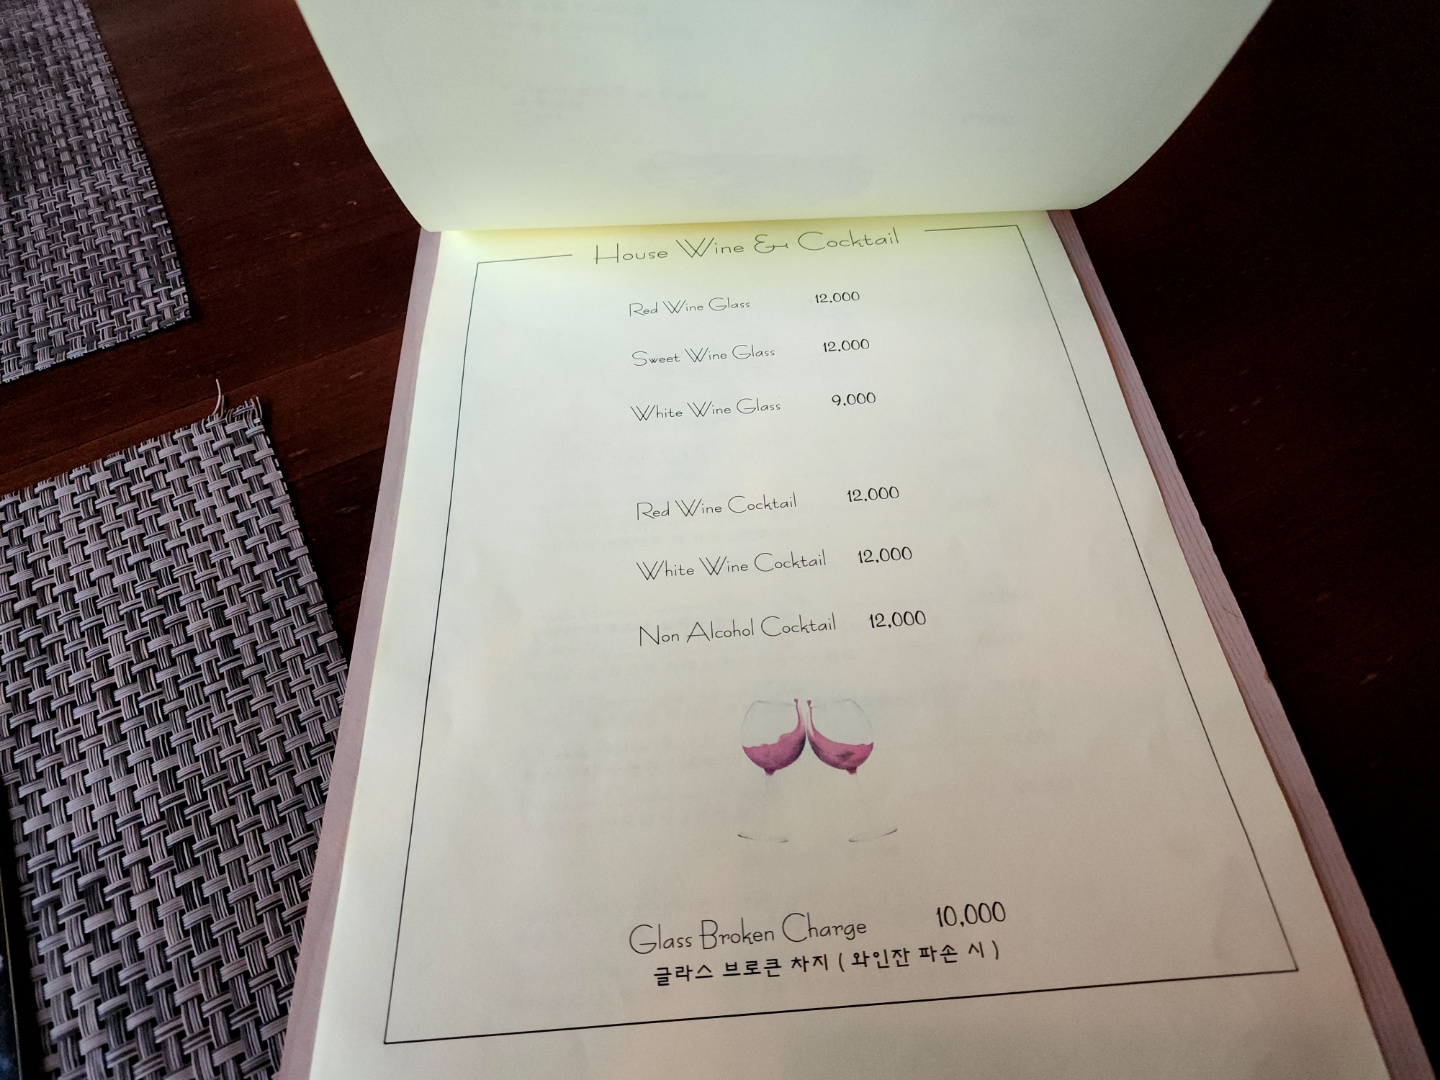 House Wine & Cocktail
Red Wine Glass 12,000
Sweet Wine Glass 12,000
White Wine Glass 9,000
Red Wine Cocktail 12,000
White Wine Cocktail 12,000
Non Alcohol Cocktail 12,000
Glass Broken Charge 10,000
글라스 브로큰 차지 ( 와인잔 파손 시 )